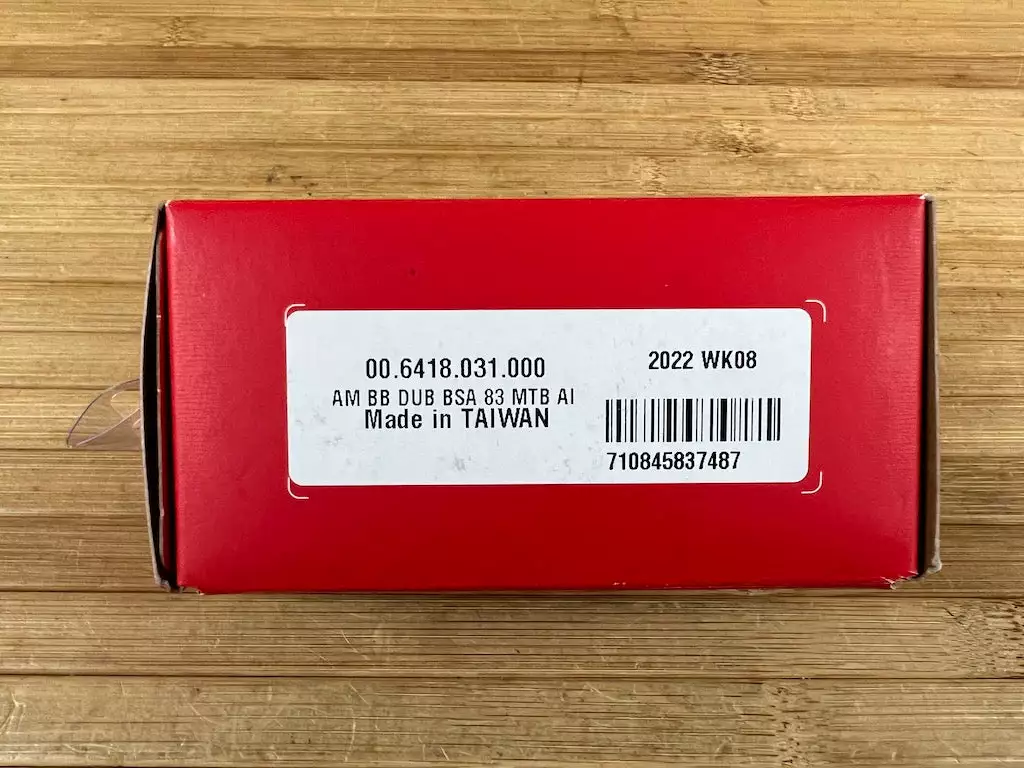 00.6418.031.000
AM BB DUB BSA 83 MTB AI
Made in TAIWAN
2022 WK08
710845837487